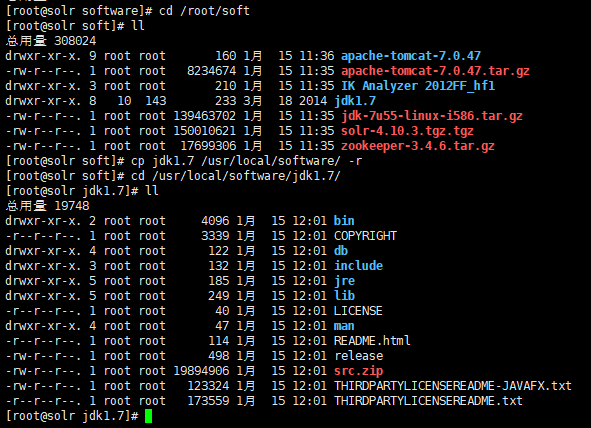 [root@solr software]# cd /root/soft
[root@solr soft]# ll
总用量 308024
drwxr-xr-x. 9 root root       160 1月  15 11:36 apache-tomcat-7.0.47
-rw-r--r--. 1 root root   8234674 1月  15 11:35 apache-tomcat-7.0.47.tar.gz
drwxr-xr-x. 3 root root       210 1月  15 11:35 IK Analyzer 2012FF_hf1
drwxr-xr-x. 8   10  143       233 3月  18 2014 jdk1.7
-rw-r--r--. 1 root root 139463702 1月  15 11:35 jdk-7u55-linux-i586.tar.gz
-rw-r--r--. 1 root root 150010621 1月  15 11:35 solr-4.10.3.tgz.tgz
-rw-r--r--. 1 root root  17699306 1月  15 11:35 zookeeper-3.4.6.tar.gz
[root@solr soft]# cp jdk1.7 /usr/local/software/ -r
[root@solr soft]# cd /usr/local/software/jdk1.7/
[root@solr jdk1.7]# ll
总用量 19748
drwxr-xr-x. 2 root root     4096 1月  15 12:01 bin
-r--r--r--. 1 root root     3339 1月  15 12:01 COPYRIGHT
drwxr-xr-x. 4 root root      122 1月  15 12:01 db
drwxr-xr-x. 3 root root      132 1月  15 12:01 include
drwxr-xr-x. 5 root root      185 1月  15 12:01 jre
drwxr-xr-x. 5 root root      249 1月  15 12:01 lib
-r--r--r--. 1 root root       40 1月  15 12:01 LICENSE
drwxr-xr-x. 4 root root       47 1月  15 12:01 man
-r--r--r--. 1 root root      114 1月  15 12:01 README.html
-rw-r--r--. 1 root root      498 1月  15 12:01 release
-rw-r--r--. 1 root root 19894906 1月  15 12:01 src.zip
-rw-r--r--. 1 root root   123324 1月  15 12:01 THIRDPARTYLICENSEREADME-JAVAFX.txt
-r--r--r--. 1 root root   173559 1月  15 12:01 THIRDPARTYLICENSEREADME.txt
[root@solr jdk1.7]#